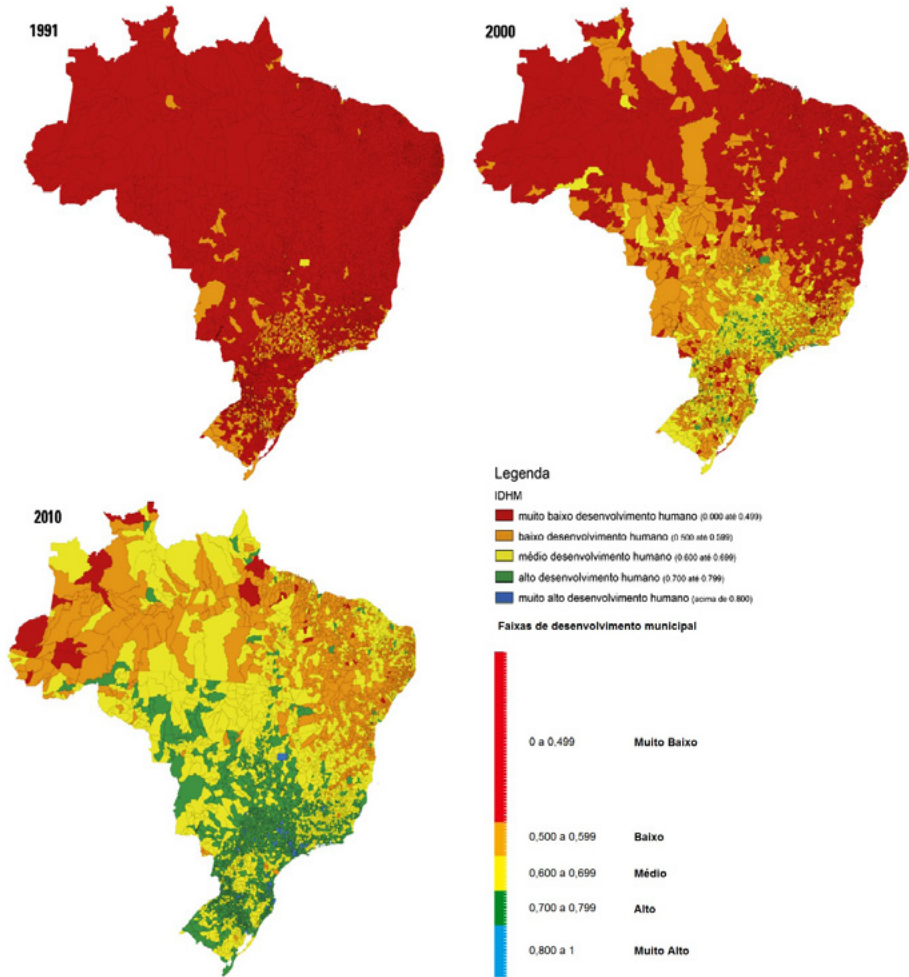 1991
2000
2010
Legenda
IDHM
muito baixo desenvolvimento humano (0.000 até 0.499)
baixo desenvolvimento humano (0.500 até 0.599)
médio desenvolvimento humano (0.600 até 0.699)
alto desenvolvimento humano (0.700 até 0.799)
muito alto desenvolvimento humano (acima de 0.800)
Faixas de desenvolvimento municipal
0 a 0,499 Muito Baixo
0,500 a 0,599 Baixo
0,600 a 0,699 Médio
0,700 a 0,799 Alto
0,800 a 1 Muito Alto